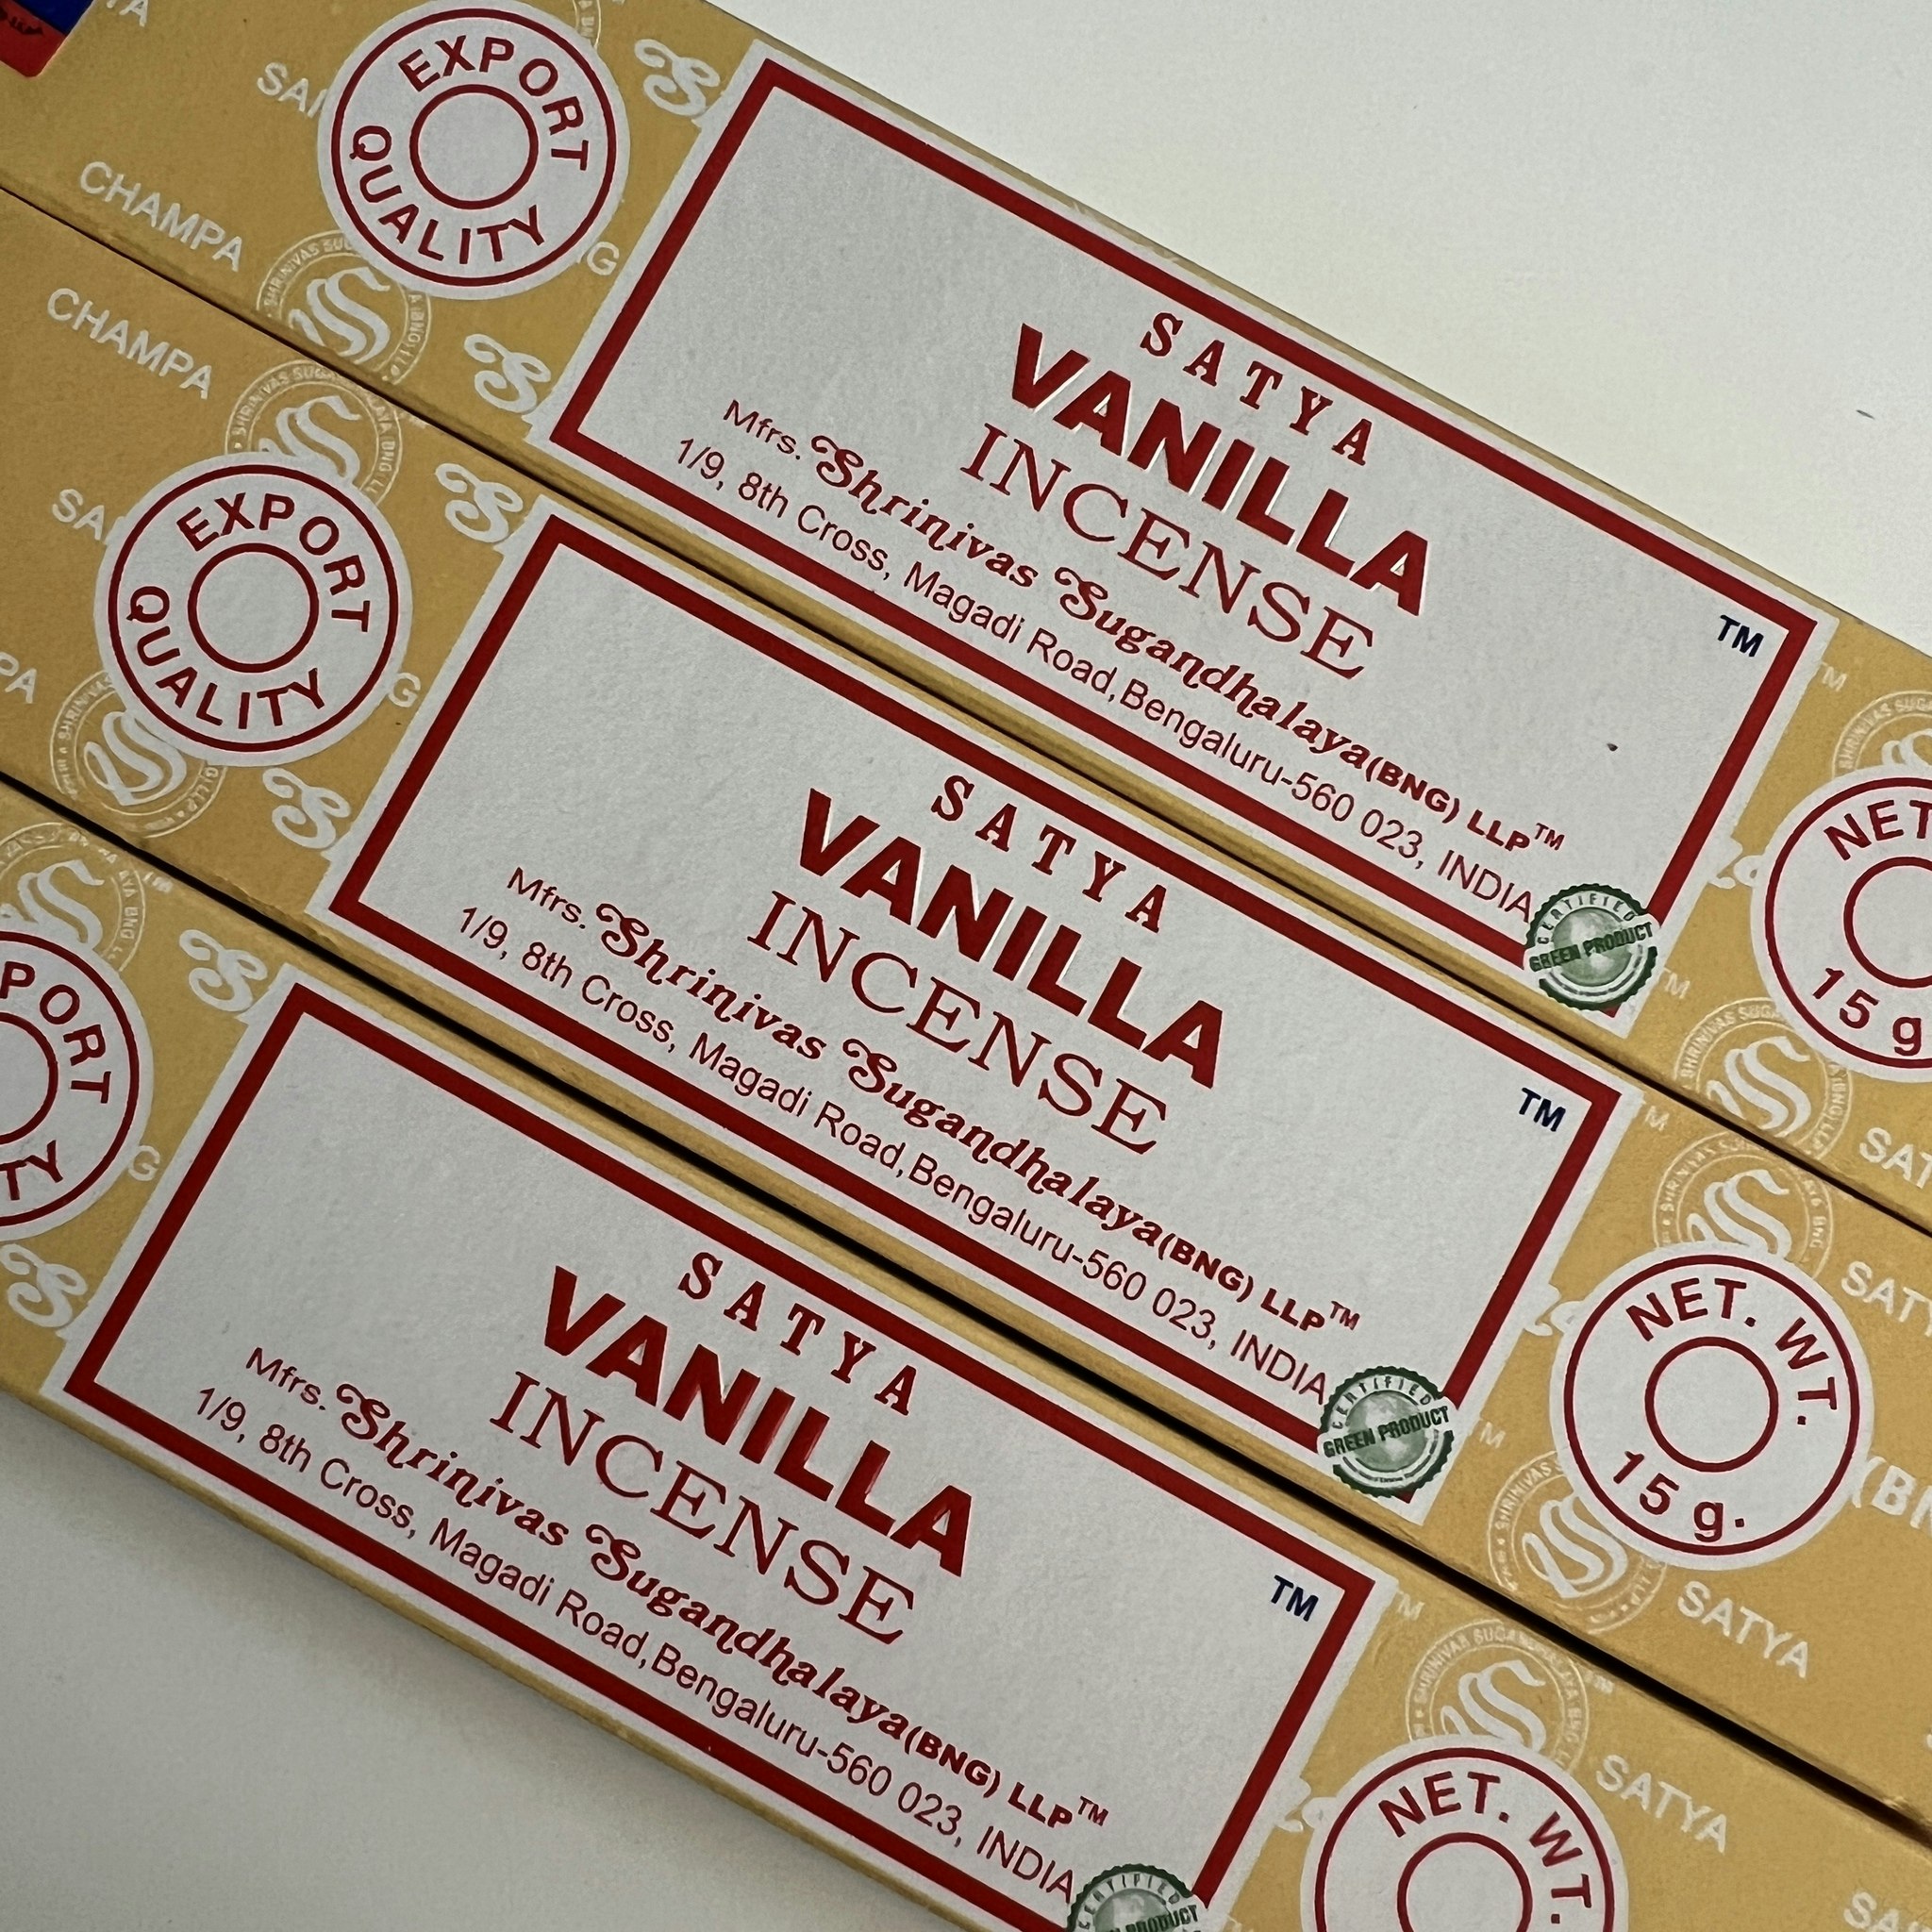 EXPORT QUALITY
SATYA
VANILLA
INCENSE
Mfrs. Shrinivas Sugandhalaya(BNG) LLP™
1/9, 8th Cross, Magadi Road,Bengaluru-560 023, INDIA
TM
CERTIFIED
GREEN PRODUCT
NET
15 g
CHAMPA
CHAMPA
EXPORT QUALITY
SATYA
VANILLA
INCENSE
Mfrs. Shrinivas Sugandhalaya(BNG) LLP™
1/9, 8th Cross, Magadi Road,Bengaluru-560 023, INDIA
TM
CERTIFIED
GREEN PRODUCT
NET. WT.
15 g.
SATYA
SATYA
VANILLA
INCENSE
Mfrs. Shrinivas Sugandhalaya(BNG) LLP™
1/9, 8th Cross, Magadi Road,Bengaluru-560 023, INDIA
TM
CERTIFIED
PRODUCT
NET. WT.
SATYA